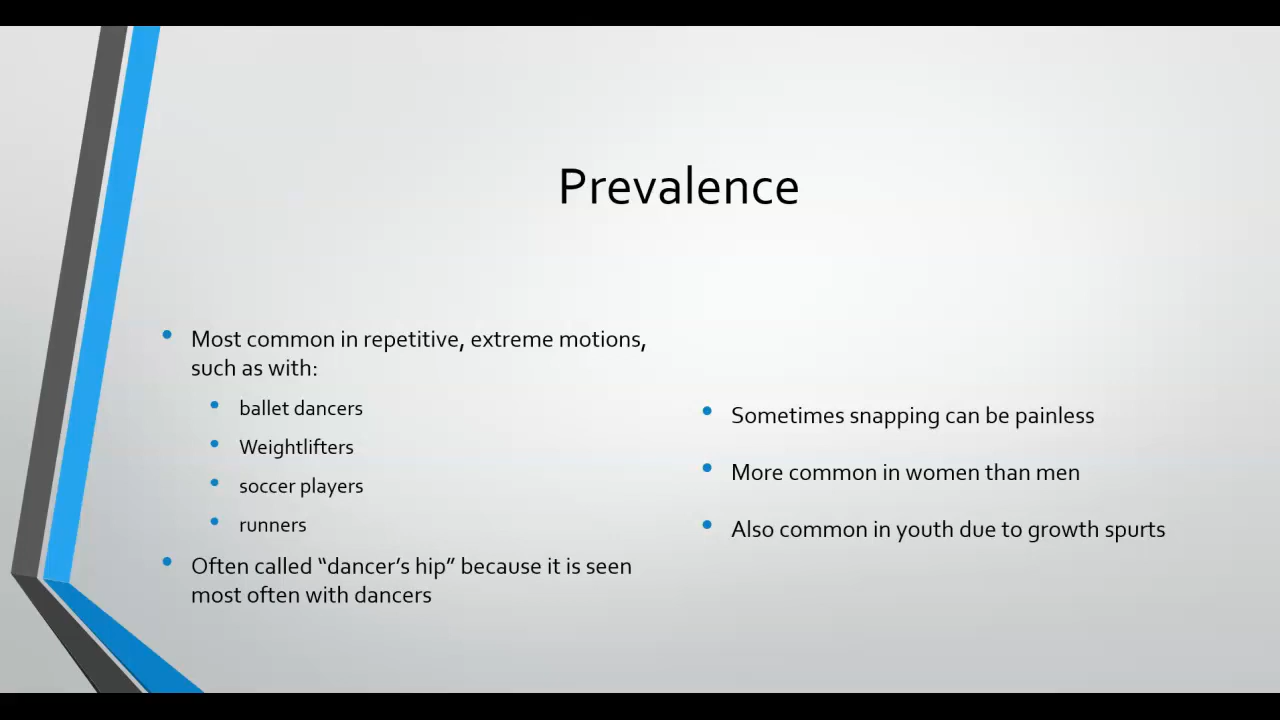 Prevalence
Most common in repetitive, extreme motions,
such as with:
ballet dancers
Weightlifters
soccer players
runners
Often called “dancer’s hip” because it is seen
most often with dancers
Sometimes snapping can be painless
More common in women than men
Also common in youth due to growth spurts